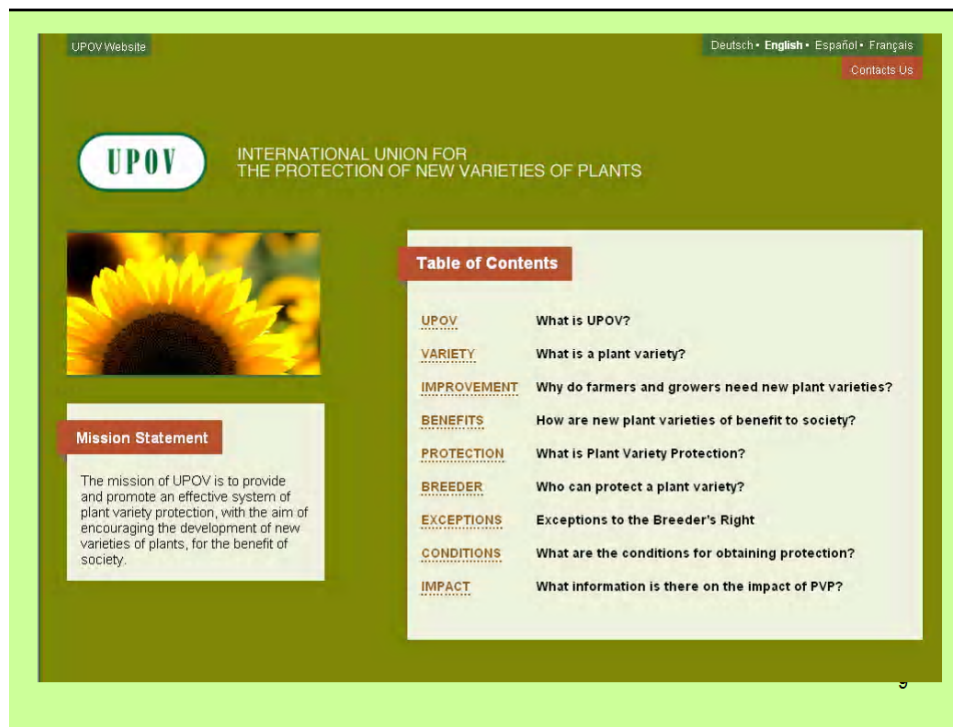 UPOV Website
Deutsch • English • Español • Français
Contacts Us
UPOV
INTERNATIONAL UNION FOR
THE PROTECTION OF NEW VARIETIES OF PLANTS
Mission Statement
The mission of UPOV is to provide
and promote an effective system of
plant variety protection, with the aim of
encouraging the development of new
varieties of plants, for the benefit of
society.
Table of Contents
UPOV What is UPOV?
VARIETY What is a plant variety?
IMPROVEMENT Why do farmers and growers need new plant varieties?
BENEFITS How are new plant varieties of benefit to society?
PROTECTION What is Plant Variety Protection?
BREEDER Who can protect a plant variety?
EXCEPTIONS Exceptions to the Breeder's Right
CONDITIONS What are the conditions for obtaining protection?
IMPACT What information is there on the impact of PVP?
9